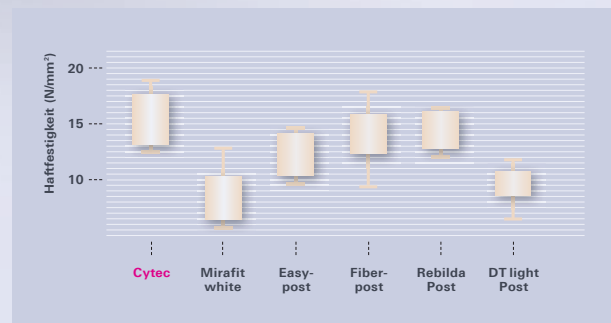 Haftfestigkeit (N/mm²)
20
15
10
Cytec
Mirafit
white
Easy-
post
Fiber-
post
Rebilda
Post
DT light
Post